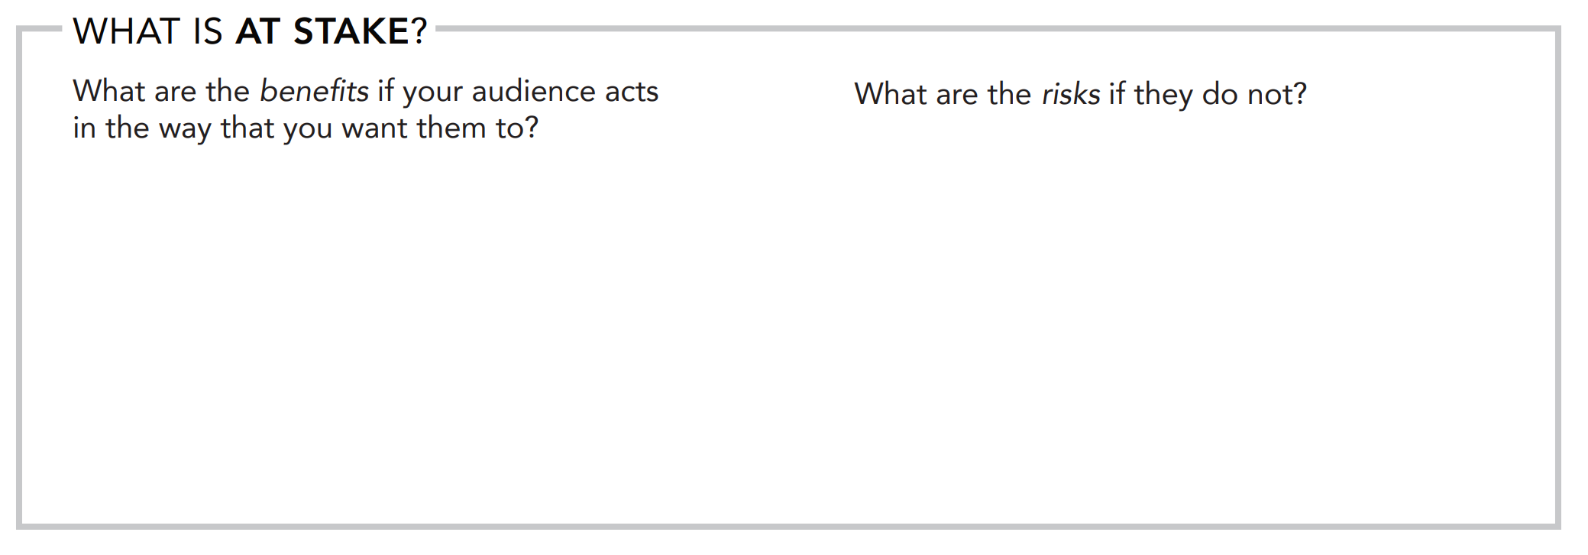 WHAT IS AT STAKE?
What are the benefits if your audience acts
in the way that you want them to?
What are the risks if they do not?